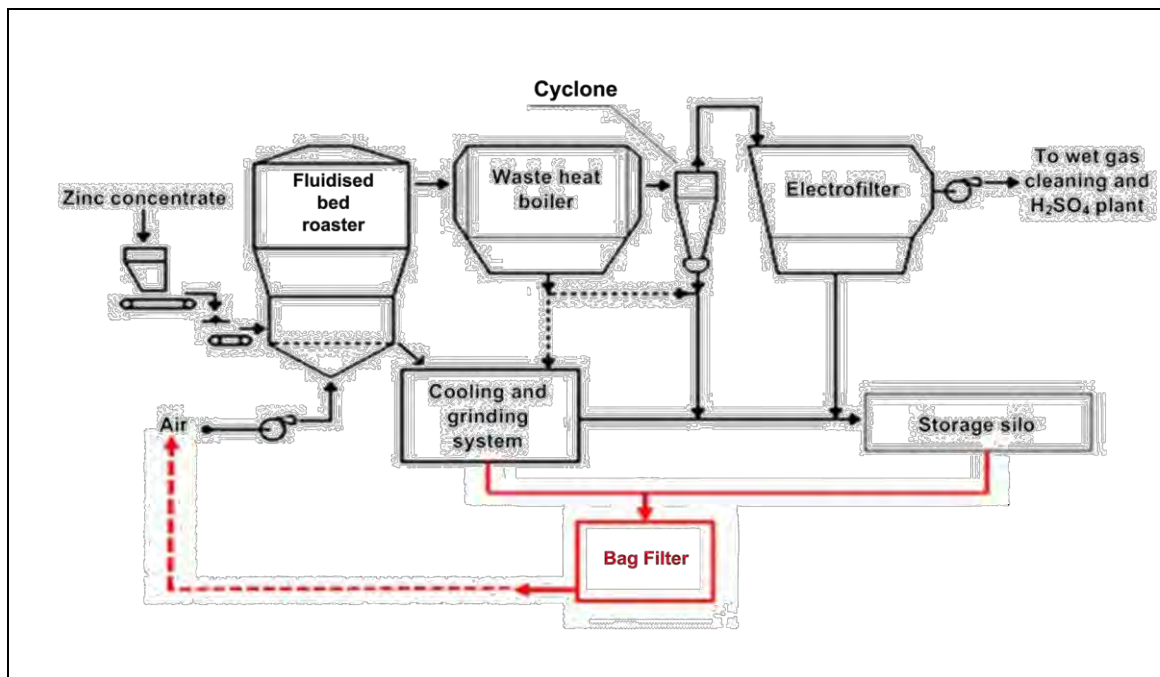 Cyclone
Zinc concentrate
Fluidised
bed
roaster
Waste heat
boiler
Electrofilter
To wet gas
cleaning and
H₂SO₄ plant
Air
Cooling and
grinding
system
Storage silo
Bag Filter